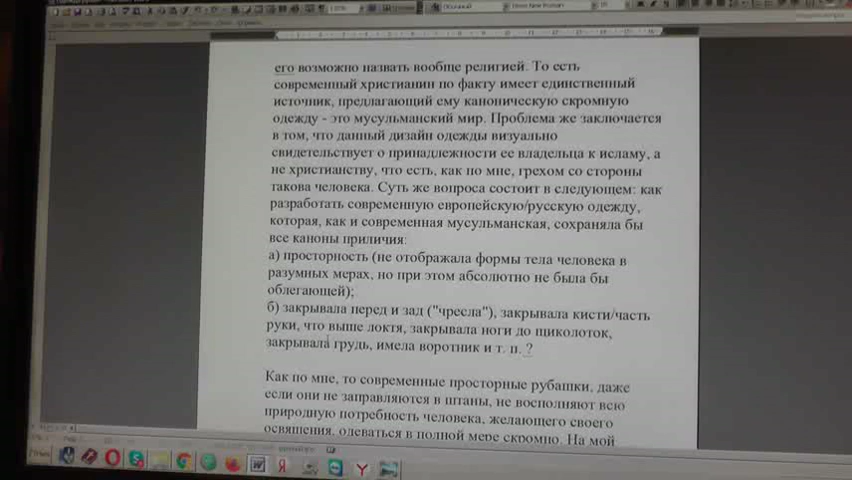 его возможно назвать вообще религией. То есть
современный христианин по факту имеет единственный
источник, предлагающий ему каноническую скромную
одежду - это мусульманский мир. Проблема же заключается
в том, что данный дизайн одежды визуально
свидетельствует о принадлежности ее владельца к исламу, а
не христианству, что есть, как по мне, грехом со стороны
такова человека. Суть же вопроса состоит в следующем: как
разработать современную европейскую/русскую одежду,
которая, как и современная мусульманская, сохраняла бы
все каноны приличия:
а) просторность (не отображала формы тела человека в
разумных мерах, но при этом абсолютно не была бы
облегающей);
б) закрывала перед и зад ("чресла"), закрывала кисти/часть
руки, что выше локтя, закрывала ноги до щиколоток,
закрывала грудь, имела воротник и т. п. ?
Как по мне, то современные просторные рубашки, даже
если они не заправляются в штаны, не восполняют всю
природную потребность человека, желающего своего
освящения, одеваться в полной мере скромно. На мой